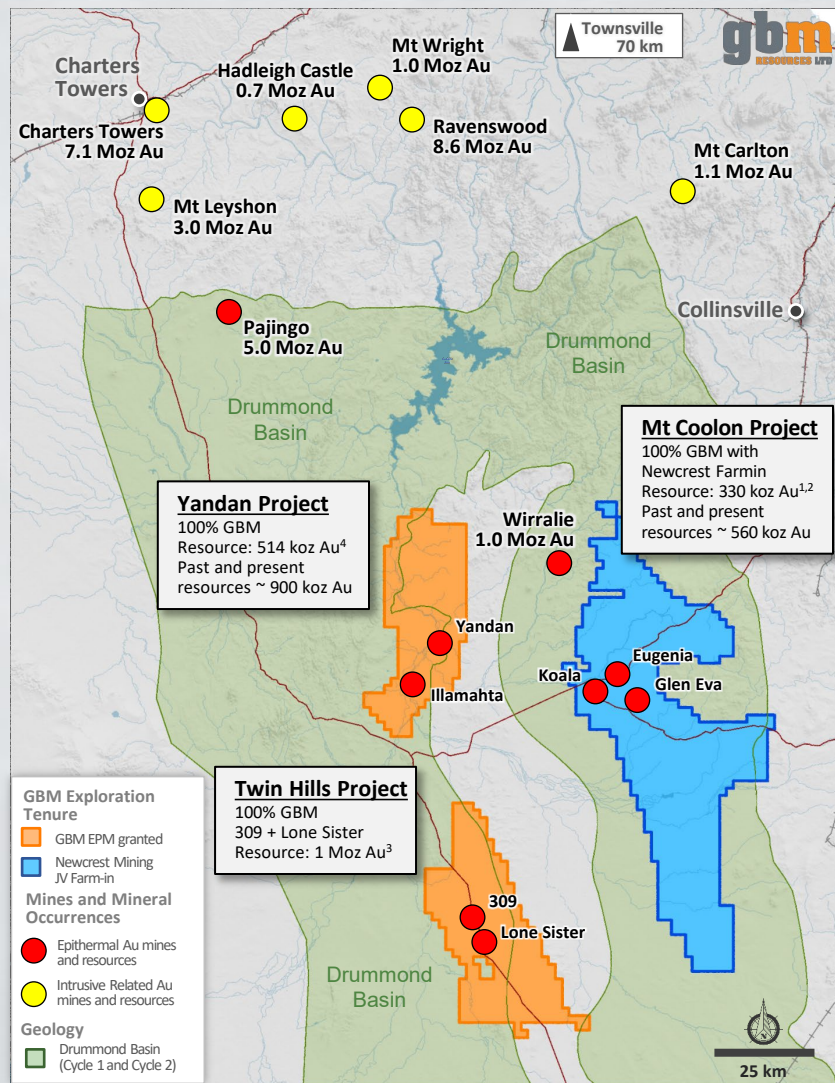 Townsville
70 km
gbm
RESOURCES LTD
Mt Wright
1.0 Moz Au
Hadleigh Castle
0.7 Moz Au
Charters
Towers
Charters Towers
7.1 Moz Au
Ravenswood
8.6 Moz Au
Mt Carlton
1.1 Moz Au
Mt Leyshon
3.0 Moz Au
Pajingo
5.0 Moz Au
Collinsville
Drummond
Basin
Drummond
Basin
Mt Coolon Project
100% GBM with
Newcrest Farmin
Resource: 330 koz Au1,2
Past and present
resources ~ 560 koz Au
Yandan Project
100% GBM
Resource: 514 koz Au4
Past and present
resources ~ 900 koz Au
Wirralie
1.0 Moz Au
Yandan
Illamahta
Eugenia
Koala
Glen Eva
Twin Hills Project
100% GBM
309 + Lone Sister
Resource: 1 Moz Au3
309
Lone Sister
Drummond
Basin
GBM Exploration
Tenure
GBM EPM granted
Newcrest Mining
JV Farm-in
Mines and Mineral
Occurrences
Epithermal Au mines
and resources
Intrusive Related Au
mines and resources
Geology
Drummond Basin
(Cycle 1 and Cycle 2)
25 km